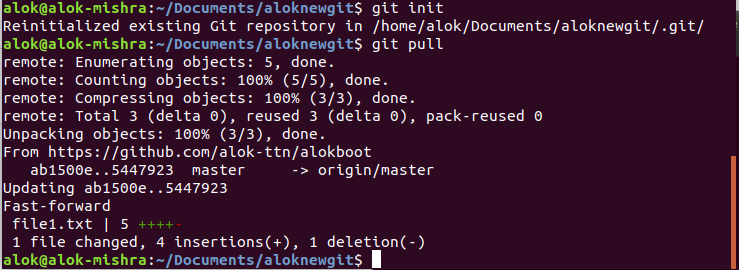 alok@alok-mishra:~/Documents/aloknewgit$ git init
Reinitialized existing Git repository in /home/alok/Documents/aloknewgit/.git/
alok@alok-mishra:~/Documents/aloknewgit$ git pull
remote: Enumerating objects: 5, done.
remote: Counting objects: 100% (5/5), done.
remote: Compressing objects: 100% (3/3), done.
remote: Total 3 (delta 0), reused 3 (delta 0), pack-reused 0
Unpacking objects: 100% (3/3), done.
From https://github.com/alok-ttn/alokboot
   ab1500e..5447923  master     -> origin/master
Updating ab1500e..5447923
Fast-forward
 file1.txt | 5 ++++-
 1 file changed, 4 insertions(+), 1 deletion(-)
alok@alok-mishra:~/Documents/aloknewgit$